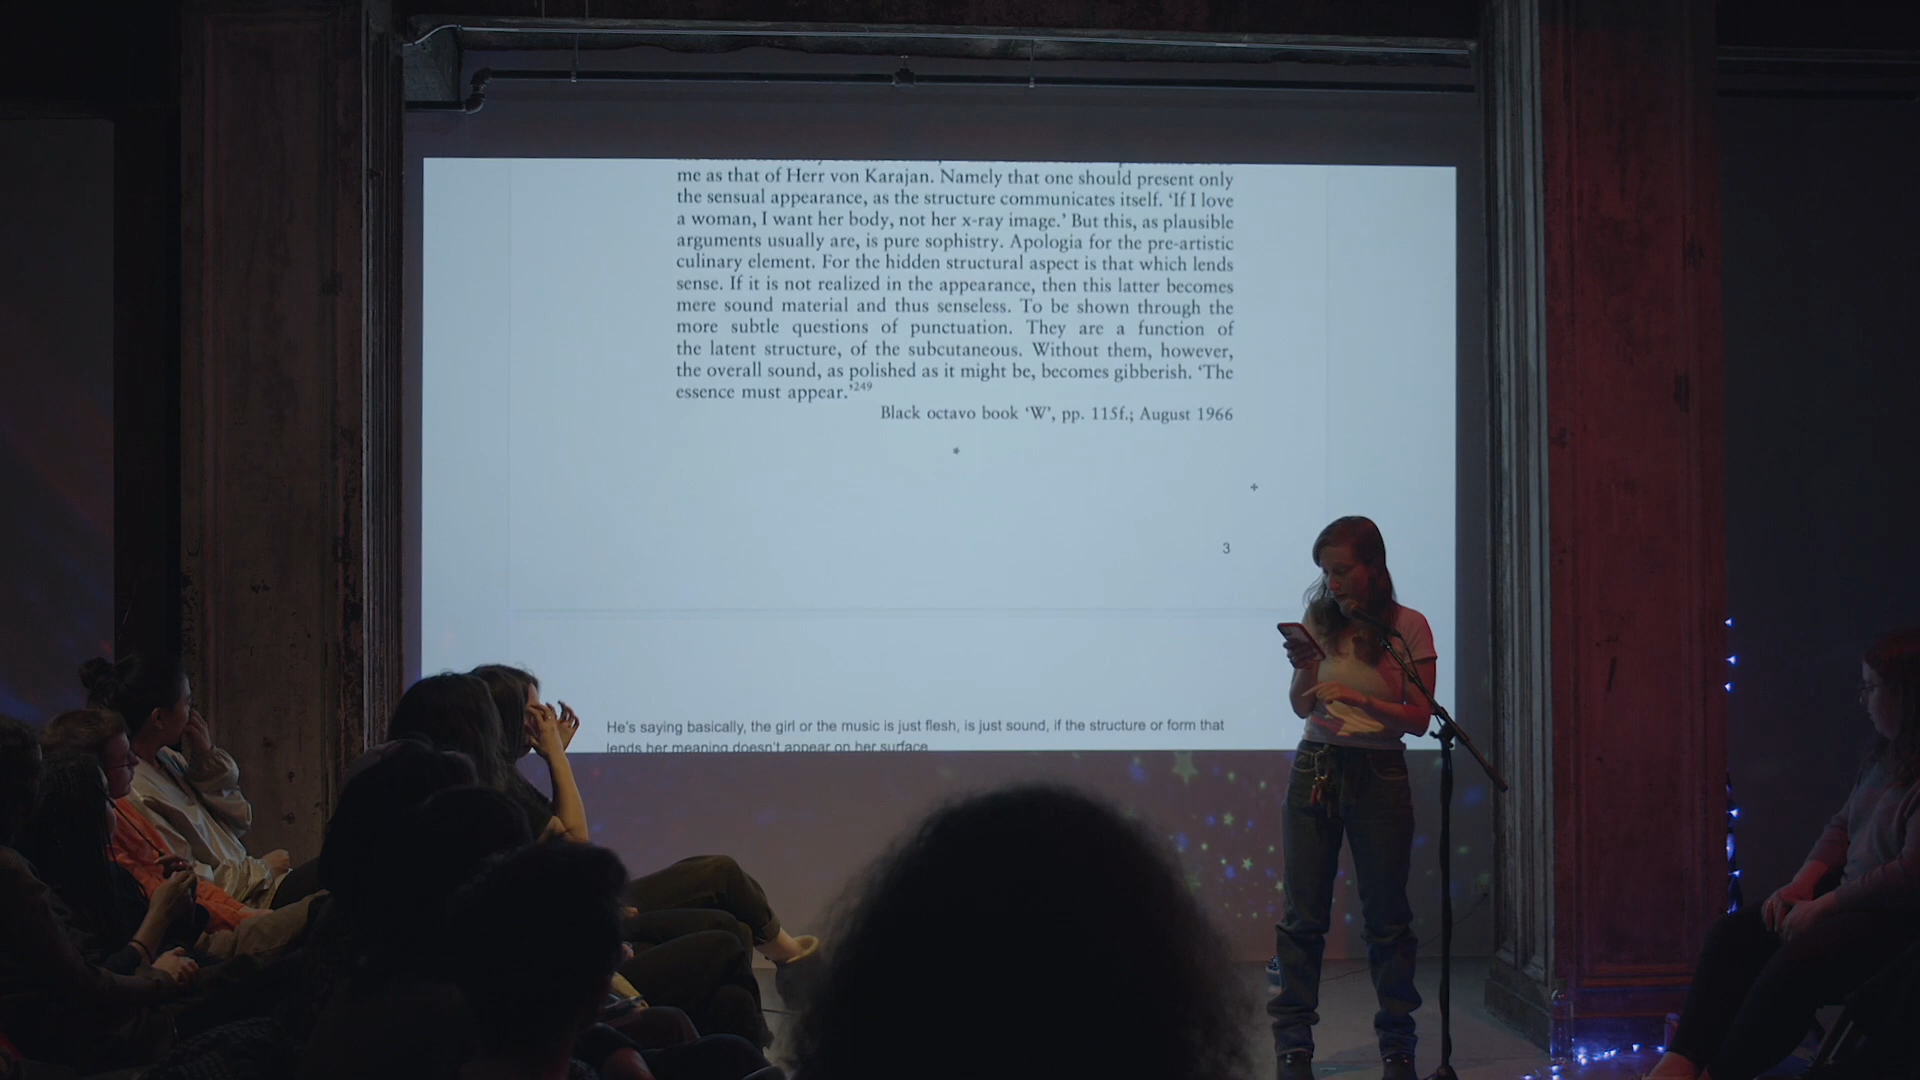 me as that of Herr von Karajan. Namely that one should present only
the sensual appearance, as the structure communicates itself. ‘If I love
a woman, I want her body, not her x-ray image.’ But this, as plausible
arguments usually are, is pure sophistry. Apologia for the pre-artistic
culinary element. For the hidden structural aspect is that which lends
sense. If it is not realized in the appearance, then this latter becomes
mere sound material and thus senseless. To be shown through the
more subtle questions of punctuation. They are a function of
the latent structure, of the subcutaneous. Without them, however,
the overall sound, as polished as it might be, becomes gibberish. ‘The
essence must appear.’249
Black octavo book ‘W’, pp. 115f.; August 1966
*
+
3
He's saying basically, the girl or the music is just flesh, is just sound, if the structure or form that
lends her meaning doesn't appear on her surface